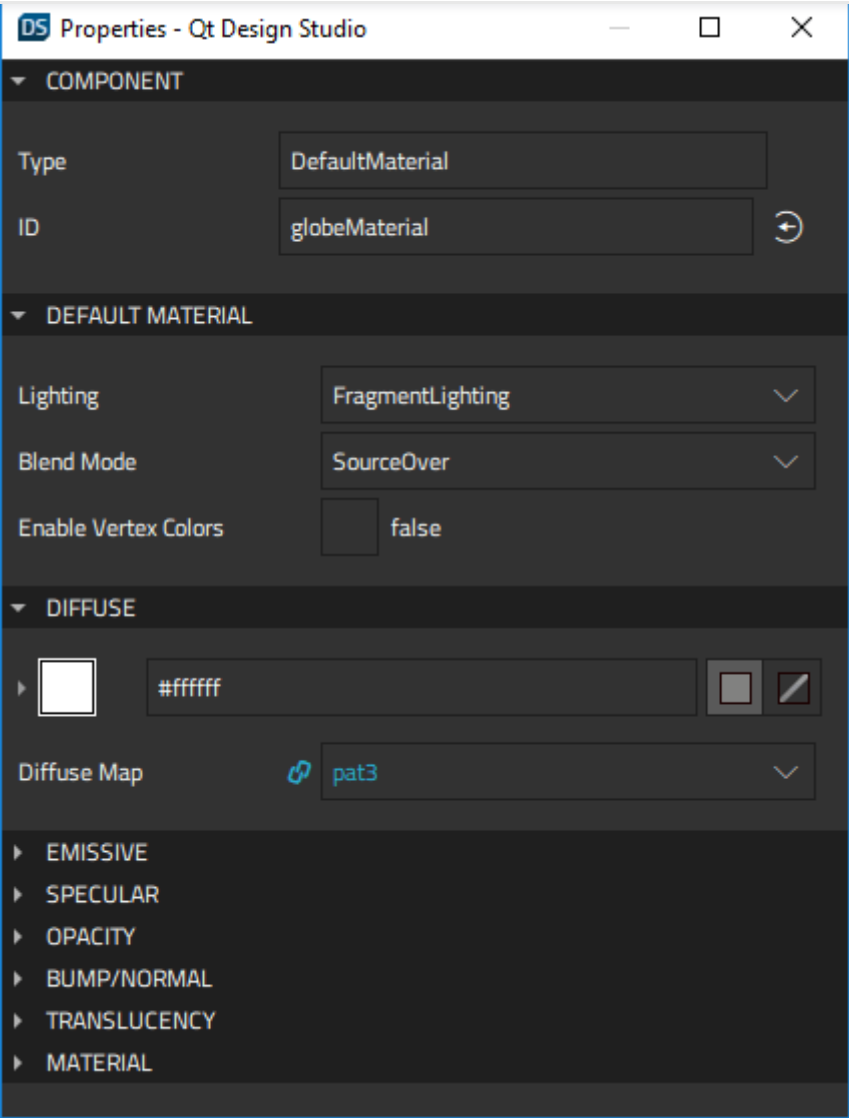 DS Properties - Qt Design Studio
COMPONENT
Type DefaultMaterial
ID globeMaterial
DEFAULT MATERIAL
Lighting FragmentLighting
Blend Mode SourceOver
Enable Vertex Colors false
DIFFUSE
#ffffff
Diffuse Map pat3
EMISSIVE
SPECULAR
OPACITY
BUMP/NORMAL
TRANSLUCENCY
MATERIAL